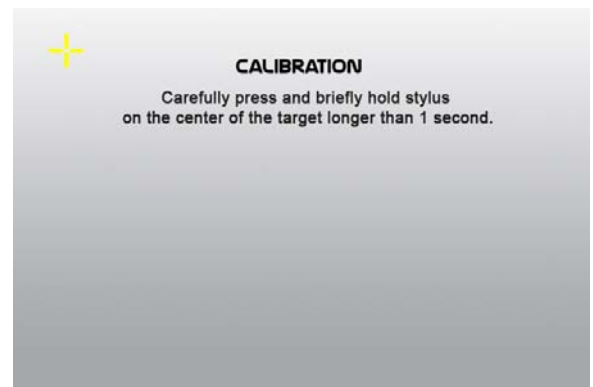 CALIBRATION
Carefully press and briefly hold stylus
on the center of the target longer than 1 second.